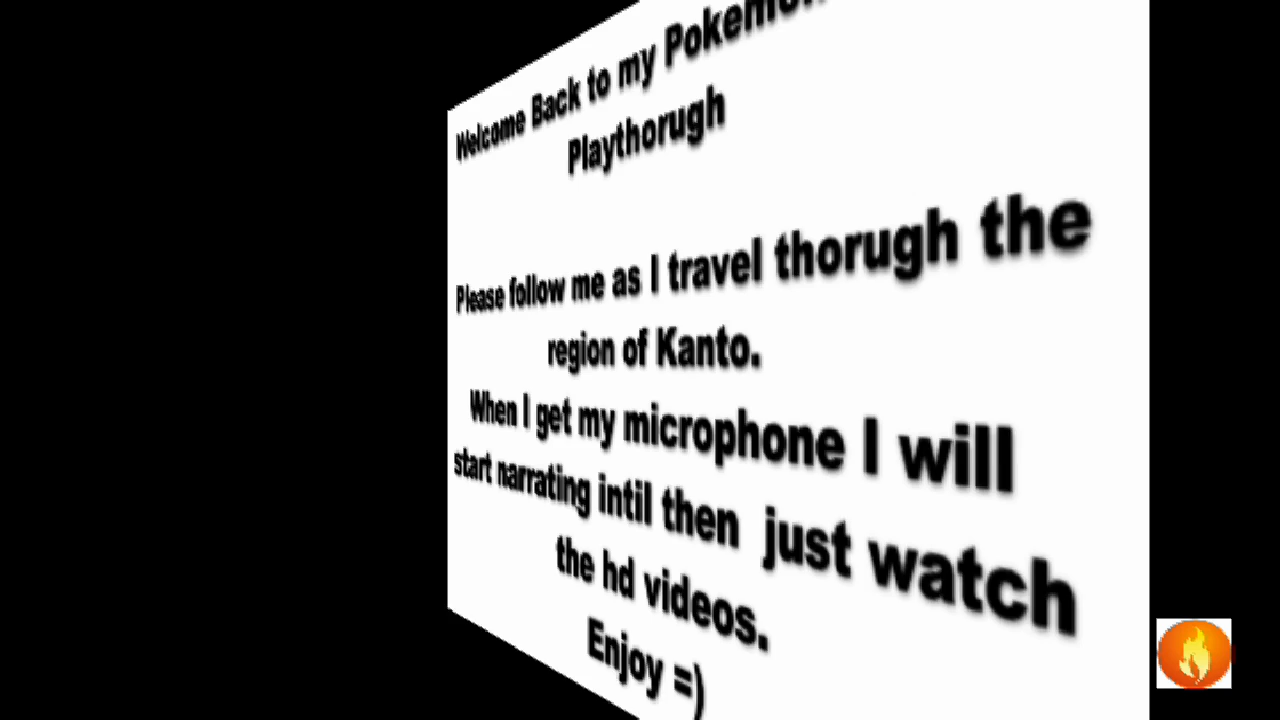 Welcome Back to my Pokemon
Playthorugh
Please follow me as I travel thorugh the
region of Kanto.
When I get my microphone I will
start narrating intil then just watch
the hd videos.
Enjoy =)